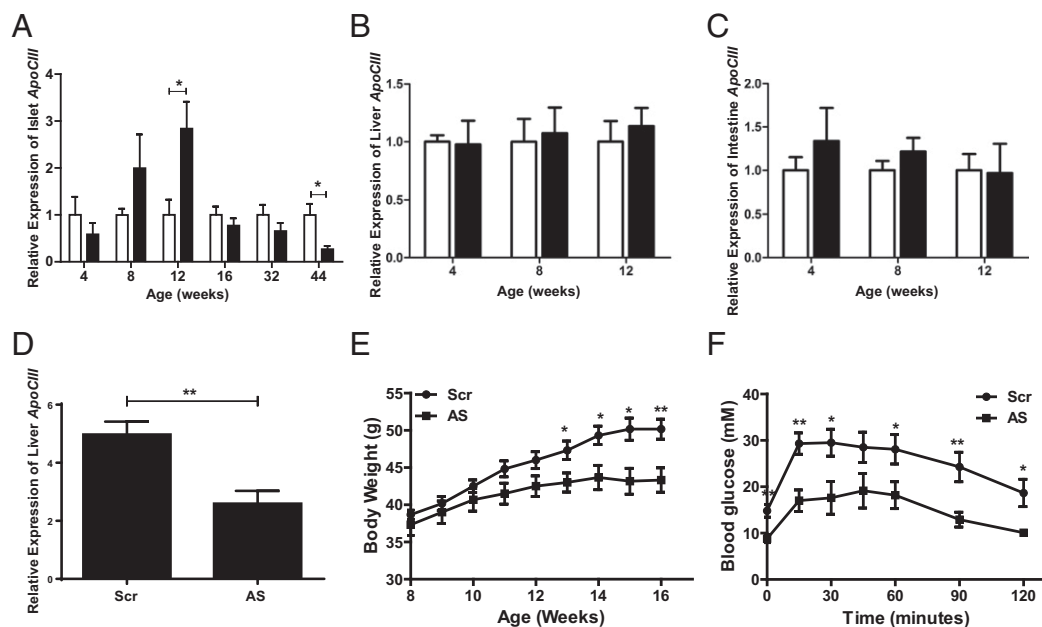 A
Relative Expression of Islet ApoCIII
4
3
2
1
0
*
*
4 8 12 16 32 44
Age (weeks)
B
Relative Expression of Liver ApoCIII
1.5
1.0
0.5
0.0
4 8 12
Age (weeks)
C
Relative Expression of Intestine ApoCIII
2.0
1.5
1.0
0.5
0.0
4 8 12
Age (weeks)
D
Relative Expression of Liver ApoCIII
6
4
2
0
**
Scr AS
E
Body Weight (g)
55
50
45
40
35
30
Scr
AS
* * * **
8 10 12 14 16
Age (Weeks)
F
Blood glucose (mM)
40
30
20
10
0
Scr
AS
** ** * * ** *
0 30 60 90 120
Time (minutes)